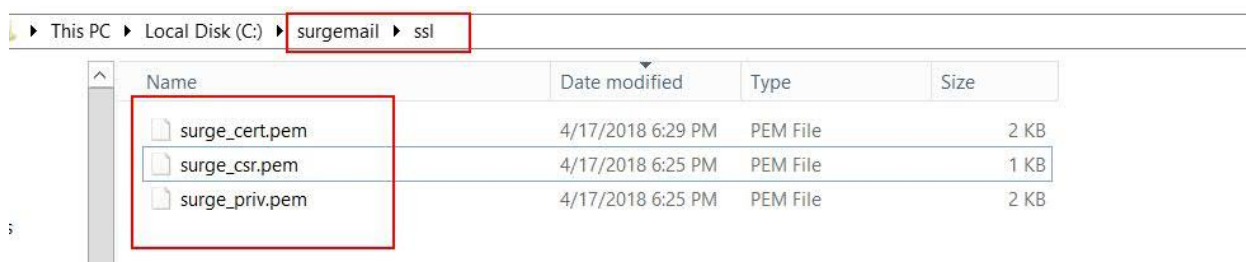 This PC Local Disk (C:) surgemail ssl
Name Date modified Type Size
surge_cert.pem 4/17/2018 6:29 PM PEM File 2 KB
surge_csr.pem 4/17/2018 6:25 PM PEM File 1 KB
surge_priv.pem 4/17/2018 6:25 PM PEM File 2 KB
s